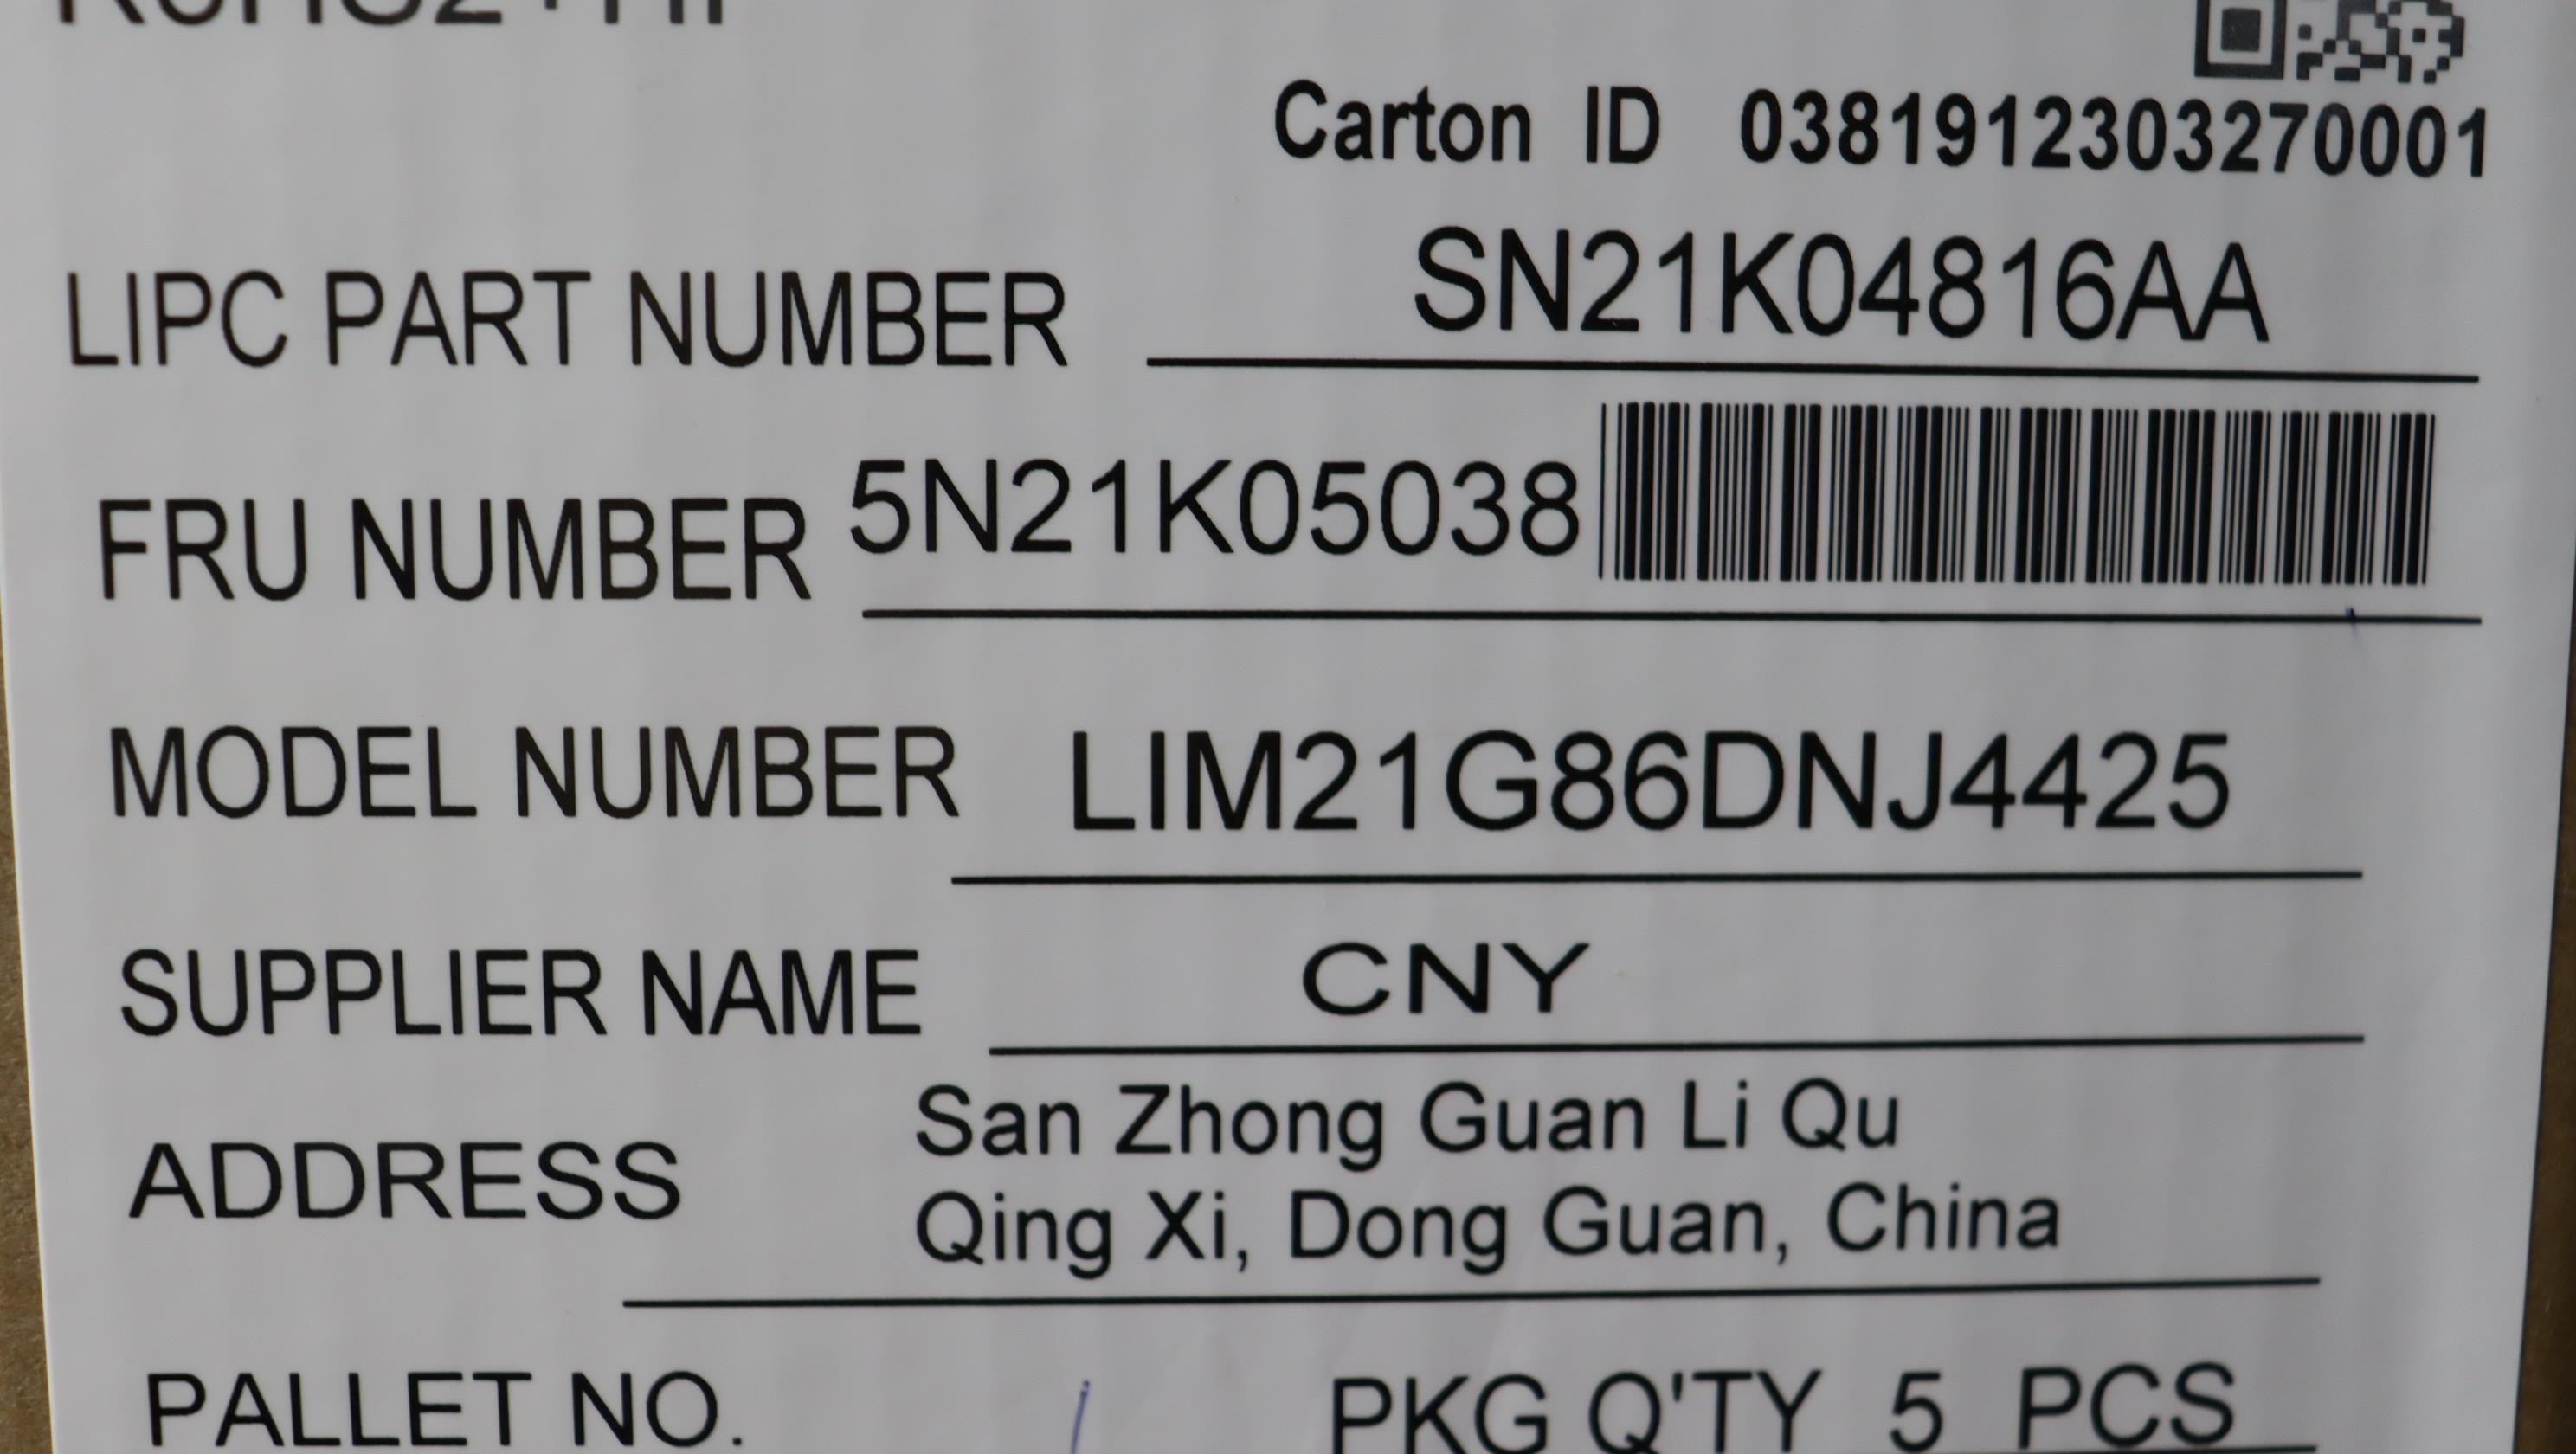 Carton ID 0381912303270001
LIPC PART NUMBER SN21K04816AA
FRU NUMBER 5N21K05038
MODEL NUMBER LIM21G86DNJ4425
SUPPLIER NAME CNY
ADDRESS San Zhong Guan Li Qu
Qing Xi, Dong Guan, China
PALLET NO. PKG Q'TY 5 PCS